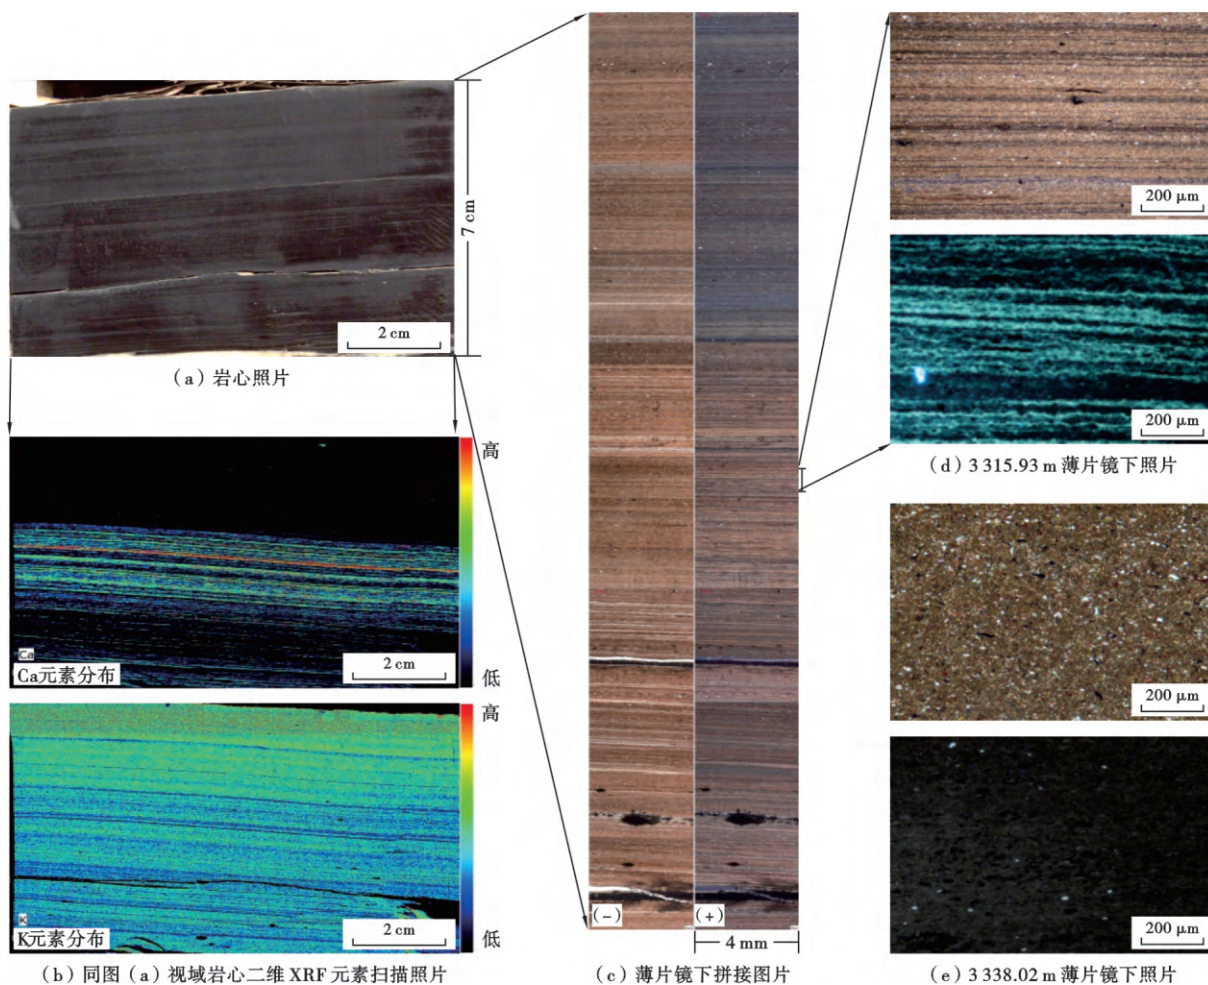 7 cm
2 cm
（a）岩心照片
高
低
Ca
Ca元素分布
2 cm
高
低
K
K元素分布
2 cm
（b）同图（a）视域岩心二维 XRF 元素扫描照片
(－)
(＋)
4 mm
（c）薄片镜下拼接图片
200 μm
200 μm
（d）3 315.93 m 薄片镜下照片
200 μm
200 μm
（e）3 338.02 m 薄片镜下照片